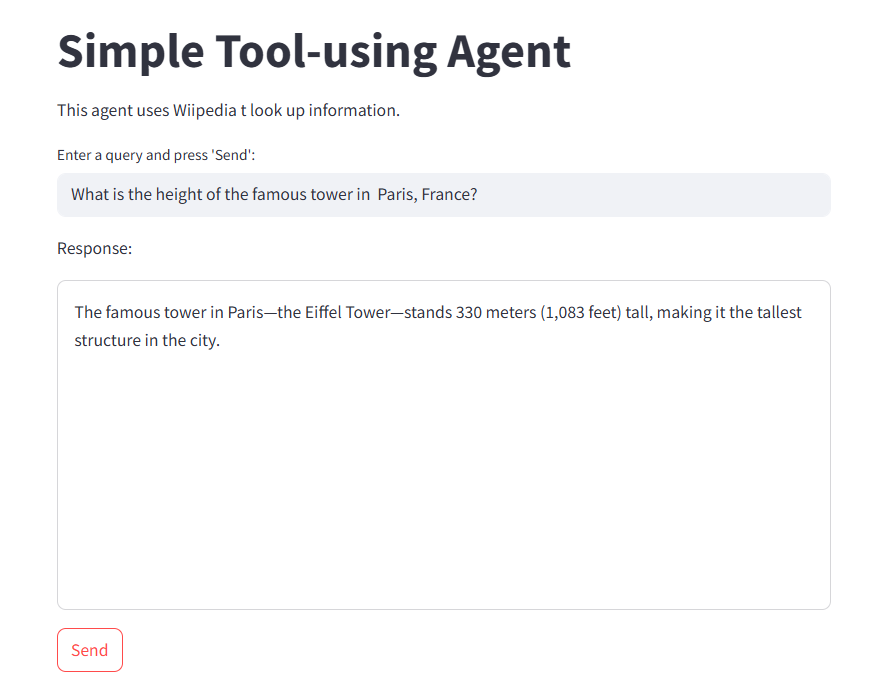 Simple Tool-using Agent
This agent uses Wiipedia t look up information.
Enter a query and press 'Send':
What is the height of the famous tower in  Paris, France?
Response:
The famous tower in Paris—the Eiffel Tower—stands 330 meters (1,083 feet) tall, making it the tallest
structure in the city.
Send